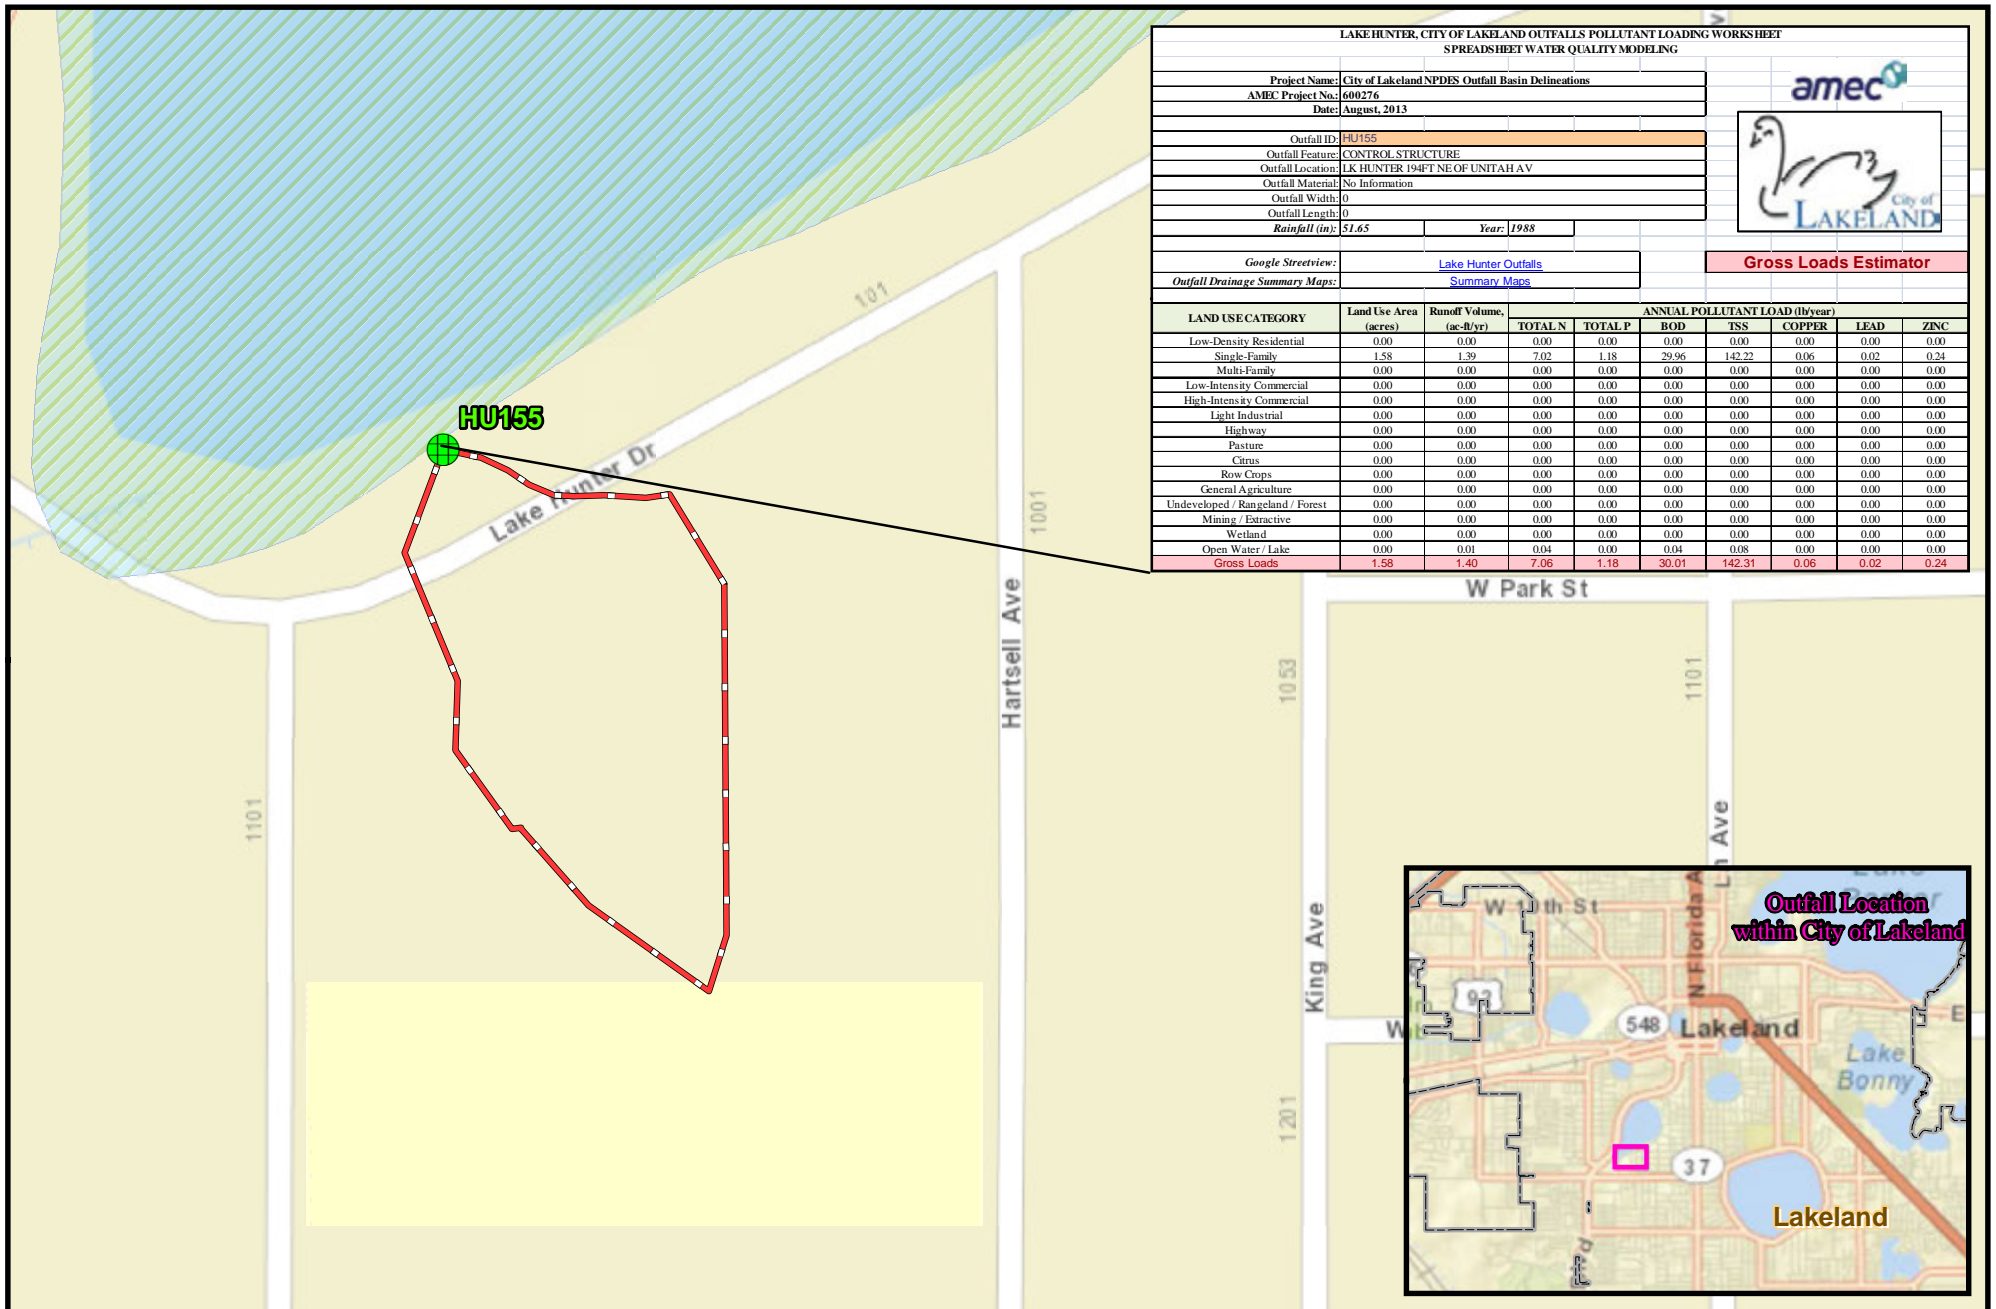 LAKE HUNTER, CITY OF LAKELAND OUTFALLS POLLUTANT LOADING WORKSHEET
SPREADSHEET WATER QUALITY MODELING
Project Name: City of Lakeland NPDES Outfall Basin Delineations
AMEC Project No.: 600276
Date: August, 2013
amec
Outfall ID: HU155
Outfall Feature: CONTROL STRUCTURE
Outfall Location: LK HUNTER 194FT NE OF UNITAH AV
Outfall Material: No Information
Outfall Width: 0
Outfall Length: 0
Rainfall (in): 51.65 Year: 1988
City of
LAKELAND
Google Streetview: Lake Hunter Outfalls
Gross Loads Estimator
Outfall Drainage Summary Maps: Summary Maps
LAND USE CATEGORY Land Use Area (acres) Runoff Volume, (ac-ft/yr) ANNUAL POLLUTANT LOAD (lb/year)
TOTAL N TOTAL P BOD TSS COPPER LEAD ZINC
Low-Density Residential 0.00 0.00 0.00 0.00 0.00 0.00 0.00 0.00 0.00
Single-Family 1.58 1.39 7.02 1.18 29.96 142.22 0.06 0.02 0.24
Multi-Family 0.00 0.00 0.00 0.00 0.00 0.00 0.00 0.00 0.00
Low-Intensity Commercial 0.00 0.00 0.00 0.00 0.00 0.00 0.00 0.00 0.00
High-Intensity Commercial 0.00 0.00 0.00 0.00 0.00 0.00 0.00 0.00 0.00
Light Industrial 0.00 0.00 0.00 0.00 0.00 0.00 0.00 0.00 0.00
Highway 0.00 0.00 0.00 0.00 0.00 0.00 0.00 0.00 0.00
Pasture 0.00 0.00 0.00 0.00 0.00 0.00 0.00 0.00 0.00
Citrus 0.00 0.00 0.00 0.00 0.00 0.00 0.00 0.00 0.00
Row Crops 0.00 0.00 0.00 0.00 0.00 0.00 0.00 0.00 0.00
General Agriculture 0.00 0.00 0.00 0.00 0.00 0.00 0.00 0.00 0.00
Undeveloped / Rangeland / Forest 0.00 0.00 0.00 0.00 0.00 0.00 0.00 0.00 0.00
Mining / Extractive 0.00 0.00 0.00 0.00 0.00 0.00 0.00 0.00 0.00
Wetland 0.00 0.00 0.00 0.00 0.00 0.00 0.00 0.00 0.00
Open Water / Lake 0.00 0.01 0.04 0.00 0.04 0.08 0.00 0.00 0.00
Gross Loads 1.58 1.40 7.06 1.18 30.01 142.31 0.06 0.02 0.24
101
HU155
Lake Hunter Dr
1001
Hartsell Ave
W Park St
1053
1101
1101
Ave
King Ave
W
1201
Outfall Location
within City of Lakeland
W 10th St
N Florida A
92
548
Lakeland
E
Lake
Bonny
37
Lakeland